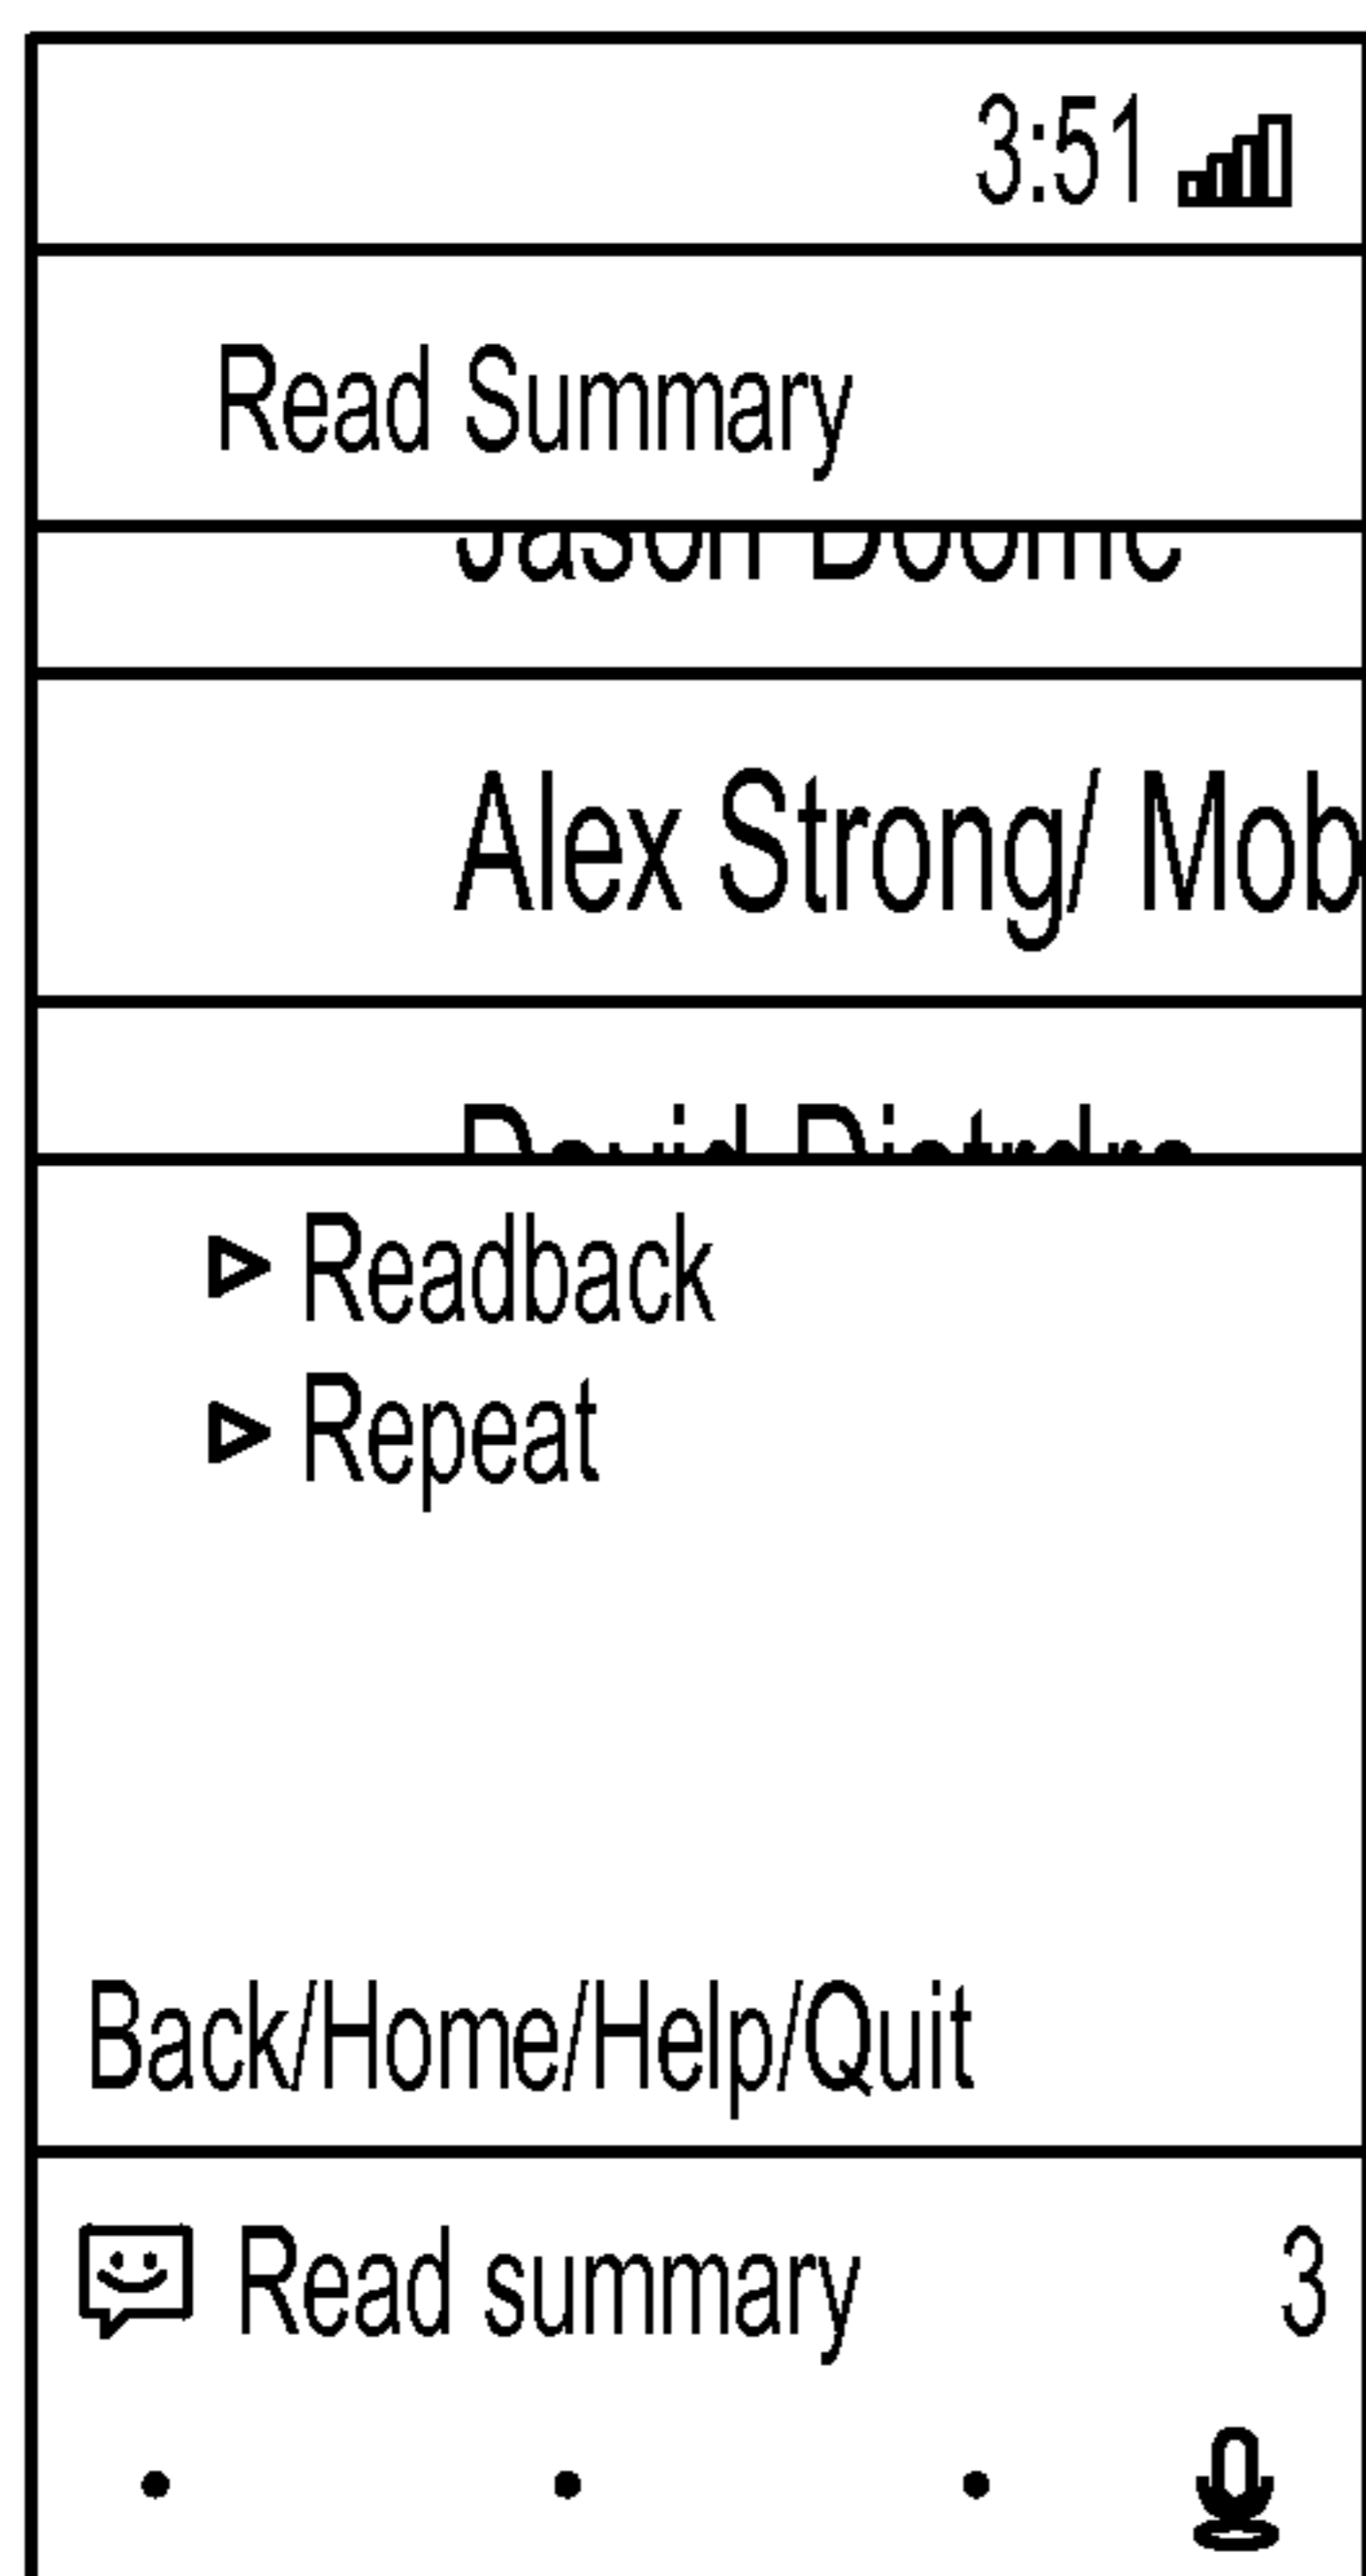 3:51
Read Summary
Alex Strong/ Mob
Readback
Repeat
Back/Home/Help/Quit
Read summary 3